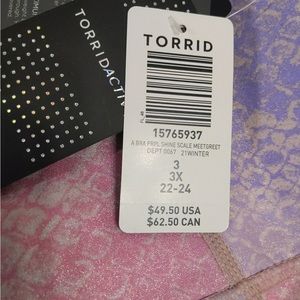 TORRID
15765937
A BRA PRPL SHINE SCALE MEETGREET
DEPT 0067 21WINTER
3
3X
22-24
$49.50 USA
$62.50 CAN
TORRIDACTIV